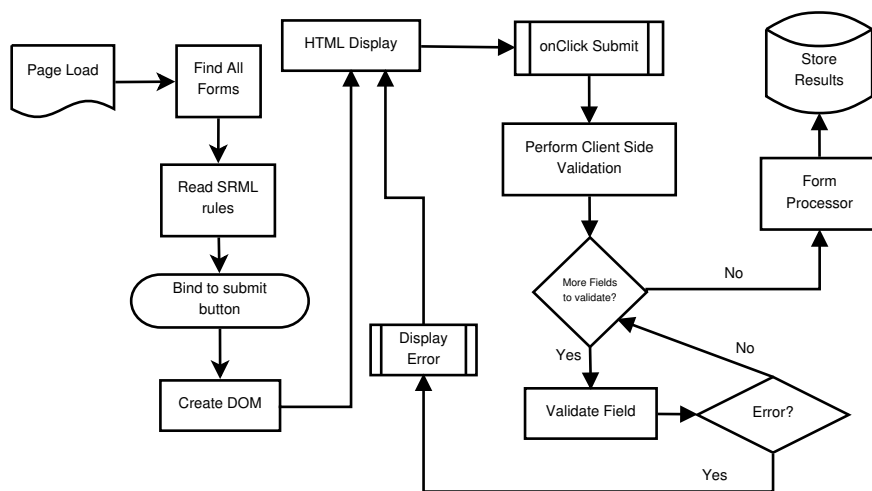 Page Load
Find All
Forms
Read SRML
rules
Bind to submit
button
Create DOM
HTML Display
onClick Submit
Perform Client Side
Validation
More Fields
to validate?
Yes
No
Validate Field
Error?
No
Yes
Display
Error
Form
Processor
Store
Results